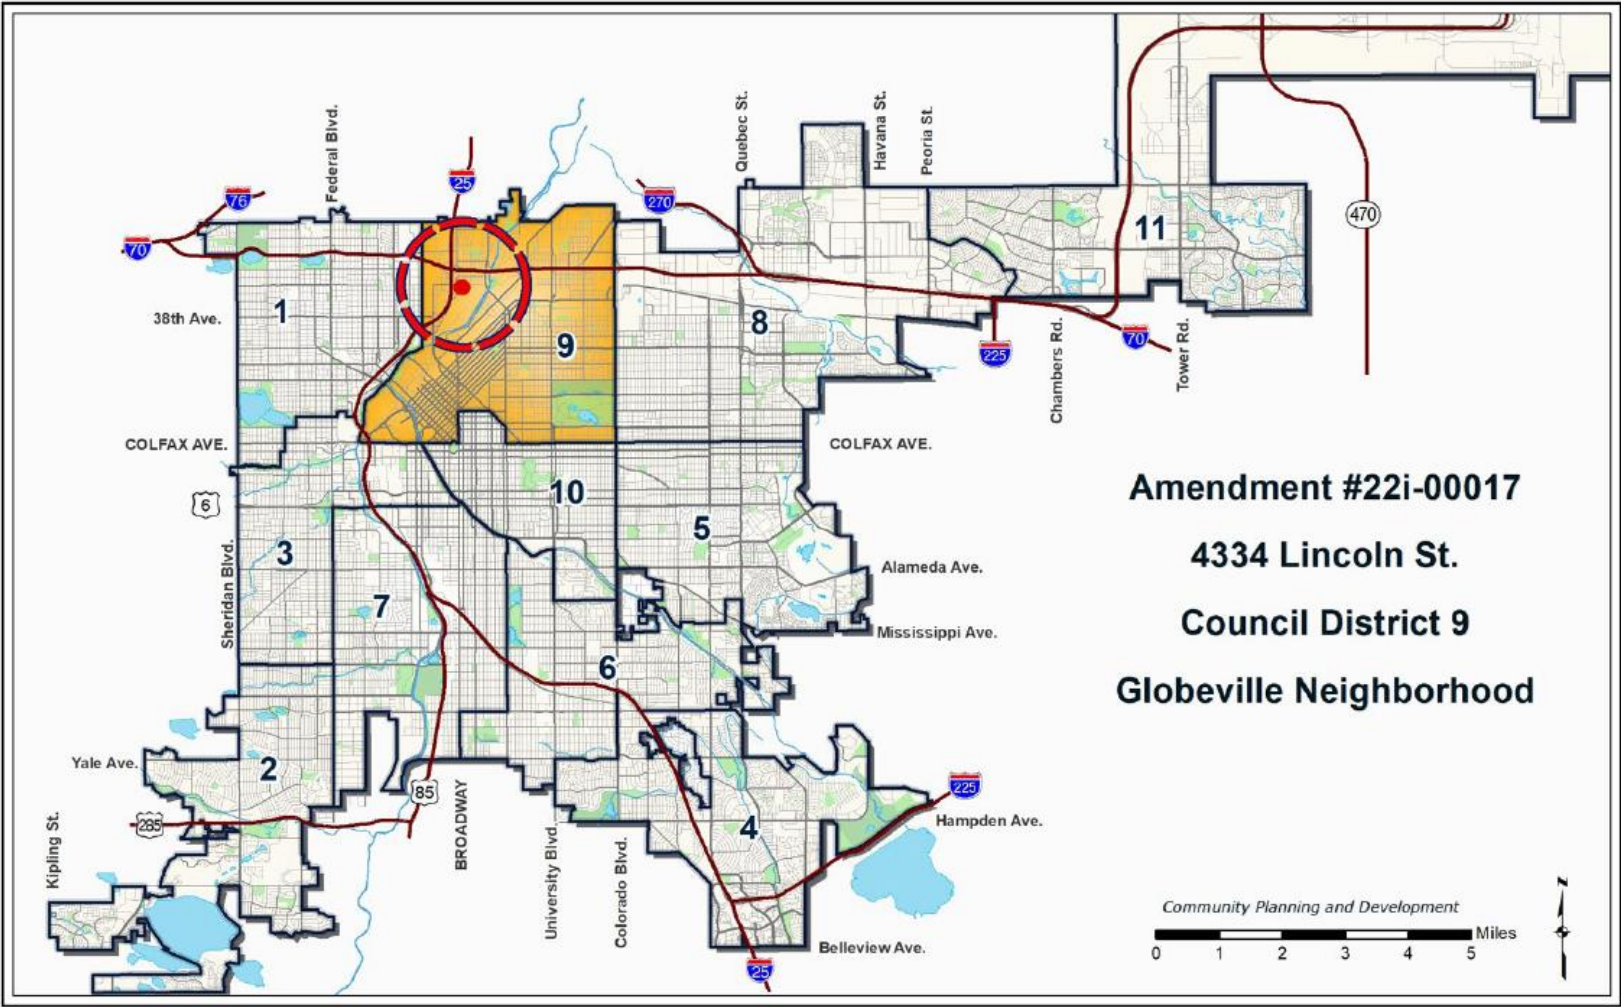 Federal Blvd.
Quebec St.
Havana St.
Peoria St.
76
25
270
70
470
11
1
38th Ave.
9
8
225
70
Chambers Rd.
Tower Rd.
COLFAX AVE.
COLFAX AVE.
6
10
5
3
Sheridan Blvd.
7
Alameda Ave.
Mississippi Ave.
6
Amendment #22i-00017
4334 Lincoln St.
Council District 9
Globeville Neighborhood
Yale Ave.
2
85
285
Kipling St.
BROADWAY
University Blvd.
Colorado Blvd.
4
225
Hampden Ave.
Belleview Ave.
25
Community Planning and Development
Miles
0 1 2 3 4 5
N